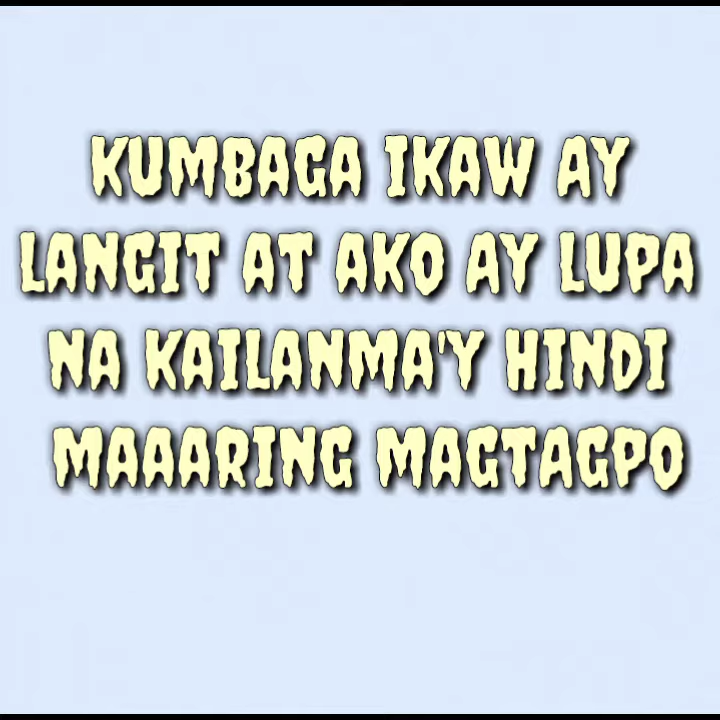 KUMBAGA IKAW AY
LANGIT AT AKO AY LUPA
NA KAILANMA'Y HINDI
MAAARING MAGTAGPO